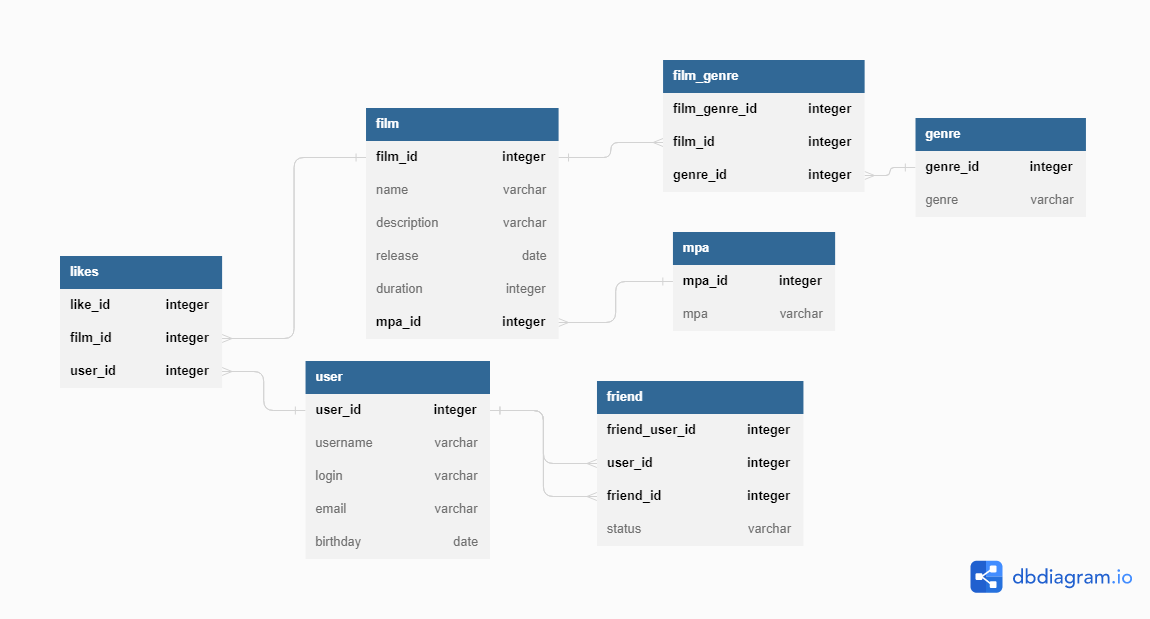 film_genre
film_genre_id integer
film_id integer
genre_id integer
film
film_id integer
name varchar
description varchar
release date
duration integer
mpa_id integer
genre
genre_id integer
genre varchar
mpa
mpa_id integer
mpa varchar
likes
like_id integer
film_id integer
user_id integer
user
user_id integer
username varchar
login varchar
email varchar
birthday date
friend
friend_user_id integer
user_id integer
friend_id integer
status varchar
dbdiagram.io